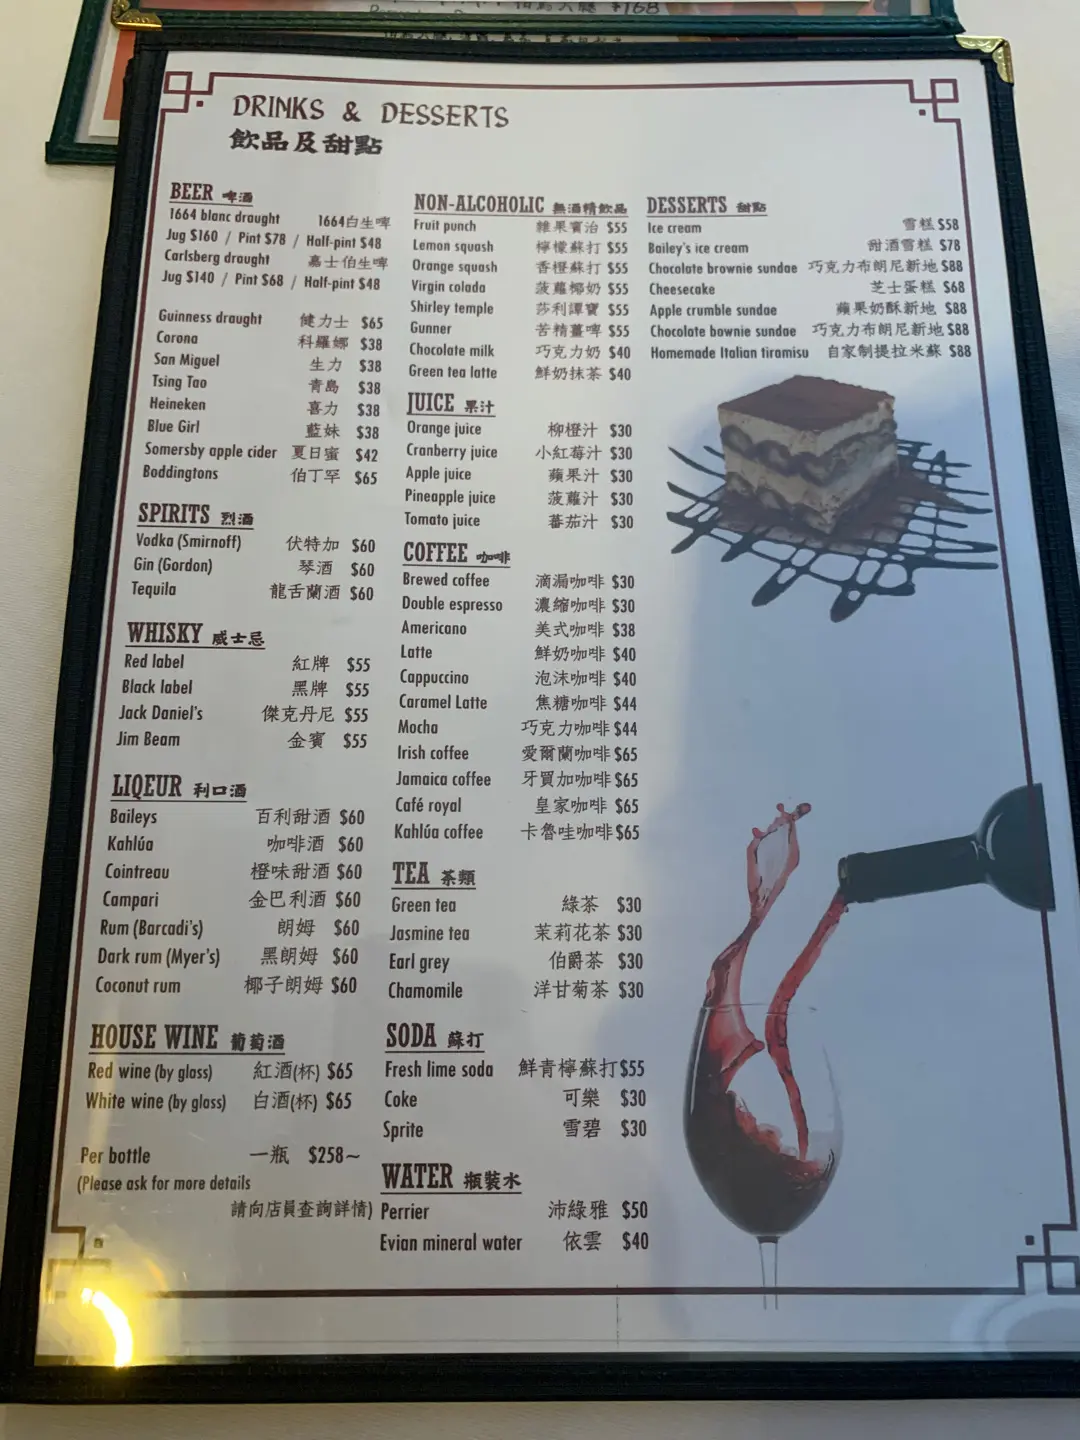 $168
DRINKS & DESSERTS
飲品及甜點
BEER 啤酒
1664 blanc draught 1664白生啤
Jug $160 / Pint $78 / Half-pint $48
Carlsberg draught 嘉士伯生啤
Jug $140 / Pint $68 / Half-pint $48
Guinness draught 健力士 $65
Corona 科羅娜 $38
San Miguel 生力 $38
Tsing Tao 青島 $38
Heineken 喜力 $38
Blue Girl 藍妹 $38
Somersby apple cider 夏日蜜 $42
Boddingtons 伯丁罕 $65
SPIRITS 烈酒
Vodka (Smirnoff) 伏特加 $60
Gin (Gordon) 琴酒 $60
Tequila 龍舌蘭酒 $60
WHISKY 威士忌
Red label 紅牌 $55
Black label 黑牌 $55
Jack Daniel's 傑克丹尼 $55
Jim Beam 金賓 $55
LIQEUR 利口酒
Baileys 百利甜酒 $60
Kahlúa 咖啡酒 $60
Cointreau 橙味甜酒 $60
Campari 金巴利酒 $60
Rum (Barcadi's) 朗姆 $60
Dark rum (Myer's) 黑朗姆 $60
Coconut rum 椰子朗姆 $60
HOUSE WINE 葡萄酒
Red wine (by glass) 紅酒(杯) $65
White wine (by glass) 白酒(杯) $65
Per bottle 一瓶 $258~
(Please ask for more details
請向店員查詢詳情)
NON-ALCOHOLIC 無酒精飲品
Fruit punch 雜果賓治 $55
Lemon squash 檸檬蘇打 $55
Orange squash 香橙蘇打 $55
Virgin colada 菠蘿椰奶 $55
Shirley temple 莎利譚寶 $55
Gunner 苦精薑啤 $55
Chocolate milk 巧克力奶 $40
Green tea latte 鮮奶抹茶 $40
JUICE 果汁
Orange juice 柳橙汁 $30
Cranberry juice 小紅莓汁 $30
Apple juice 蘋果汁 $30
Pineapple juice 菠蘿汁 $30
Tomato juice 蕃茄汁 $30
COFFEE 咖啡
Brewed coffee 滴漏咖啡 $30
Double espresso 濃縮咖啡 $30
Americano 美式咖啡 $38
Latte 鮮奶咖啡 $40
Cappuccino 泡沫咖啡 $40
Caramel Latte 焦糖咖啡 $44
Mocha 巧克力咖啡 $44
Irish coffee 愛爾蘭咖啡 $65
Jamaica coffee 牙買加咖啡 $65
Café royal 皇家咖啡 $65
Kahlúa coffee 卡魯哇咖啡 $65
TEA 茶類
Green tea 綠茶 $30
Jasmine tea 茉莉花茶 $30
Earl grey 伯爵茶 $30
Chamomile 洋甘菊茶 $30
SODA 蘇打
Fresh lime soda 鮮青檸蘇打 $55
Coke 可樂 $30
Sprite 雪碧 $30
WATER 瓶裝水
Perrier 沛綠雅 $50
Evian mineral water 依雲 $40
DESSERTS 甜點
Ice cream 雪糕 $58
Bailey's ice cream 甜酒雪糕 $78
Chocolate brownie sundae 巧克力布朗尼新地 $88
Cheesecake 芝士蛋糕 $68
Apple crumble sundae 蘋果奶酥新地 $88
Chocolate bownie sundae 巧克力布朗尼新地 $88
Homemade Italian tiramisu 自家制提拉米蘇 $88